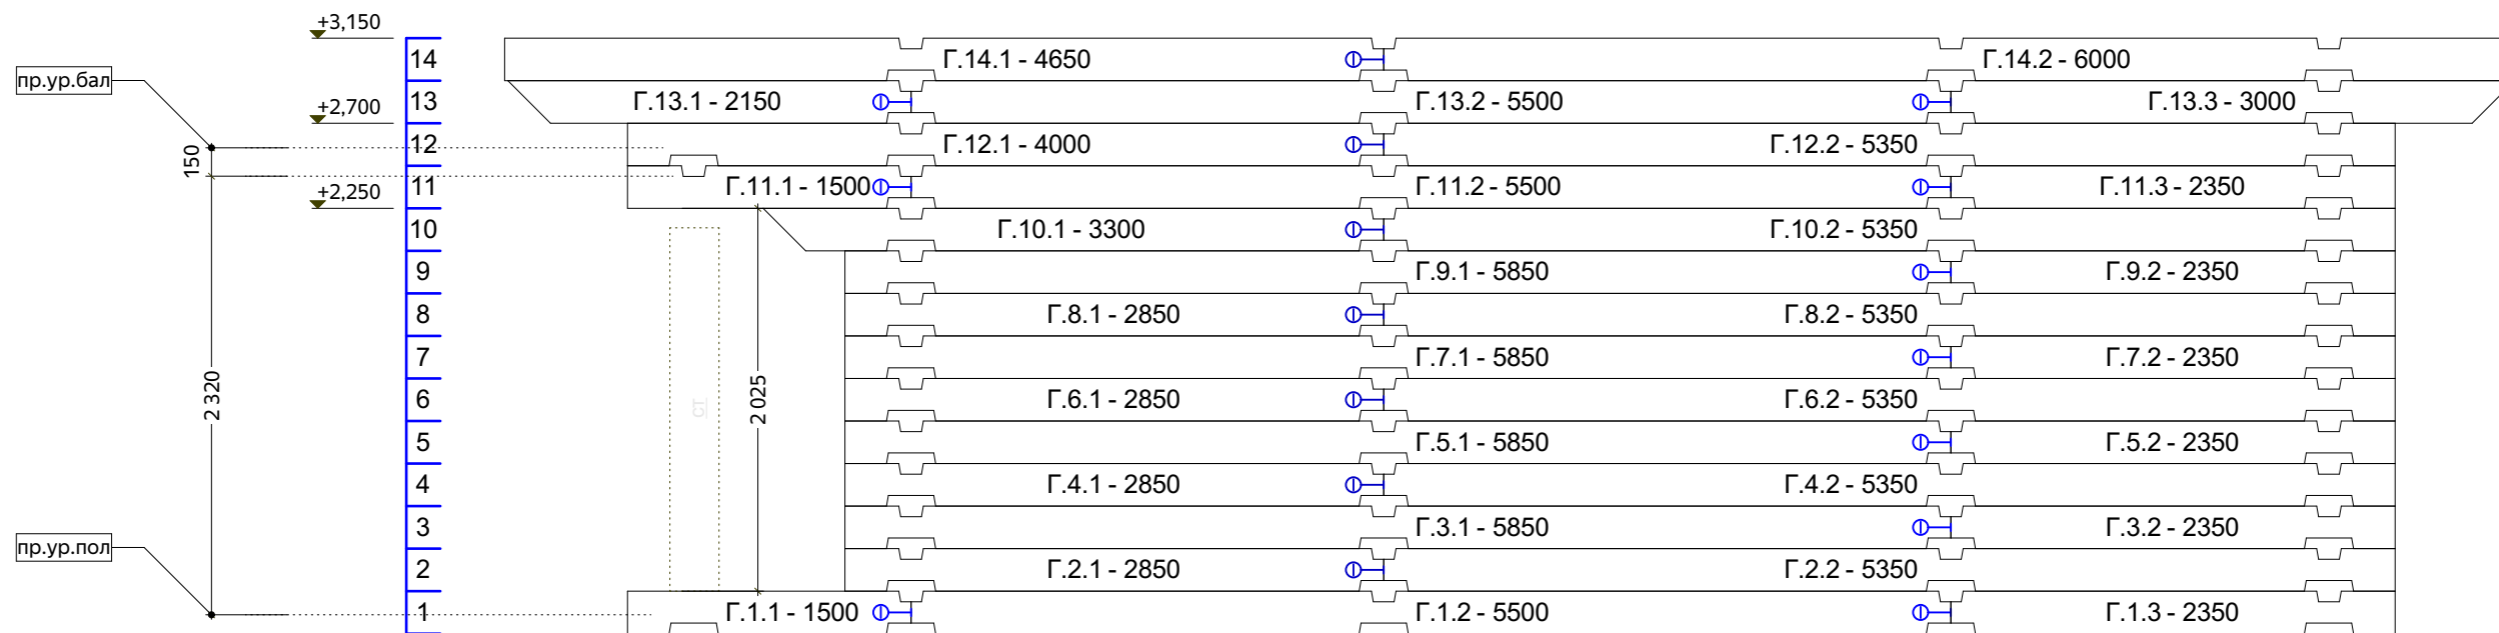 +3,150
14
Г.14.1 - 4650
Г.14.2 - 6000
пр.ур.бал
13
Г.13.1 - 2150
Г.13.2 - 5500
Г.13.3 - 3000
+2,700
12
Г.12.1 - 4000
Г.12.2 - 5350
150
11
Г.11.1 - 1500
Г.11.2 - 5500
Г.11.3 - 2350
+2,250
10
Г.10.1 - 3300
Г.10.2 - 5350
9
Г.9.1 - 5850
Г.9.2 - 2350
8
Г.8.1 - 2850
Г.8.2 - 5350
7
Г.7.1 - 5850
Г.7.2 - 2350
2 320
2 025
ст
6
Г.6.1 - 2850
Г.6.2 - 5350
5
Г.5.1 - 5850
Г.5.2 - 2350
4
Г.4.1 - 2850
Г.4.2 - 5350
3
Г.3.1 - 5850
Г.3.2 - 2350
пр.ур.пол
2
Г.2.1 - 2850
Г.2.2 - 5350
1
Г.1.1 - 1500
Г.1.2 - 5500
Г.1.3 - 2350